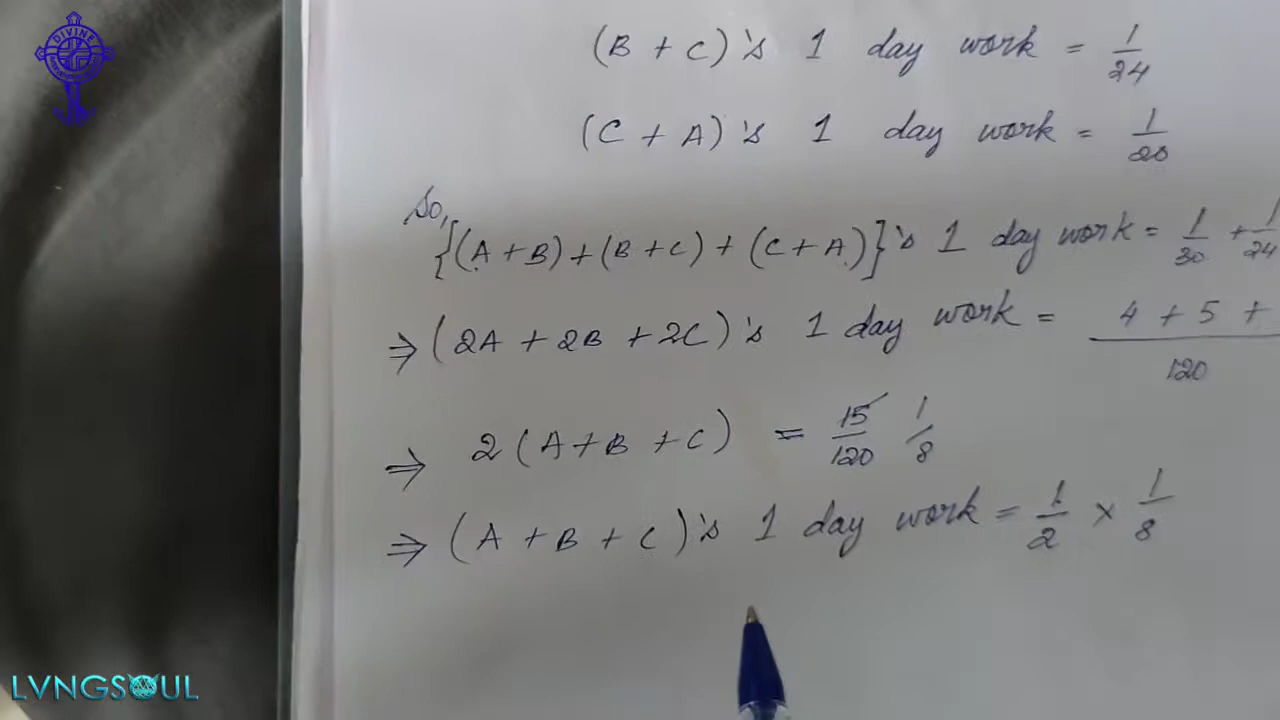 DIVINE
(B + C)'s 1 day work = 1/24
(C + A)'s 1 day work = 1/20
So,
{(A + B) + (B + C) + (C + A)}'s 1 day work = 1/30 + 1/24
⇒ (2A + 2B + 2C)'s 1 day work = 4 + 5 + / 120
⇒ 2(A + B + C) = 15/120 1/8
⇒ (A + B + C)'s 1 day work = 1/2 × 1/8
LVNGSOUL